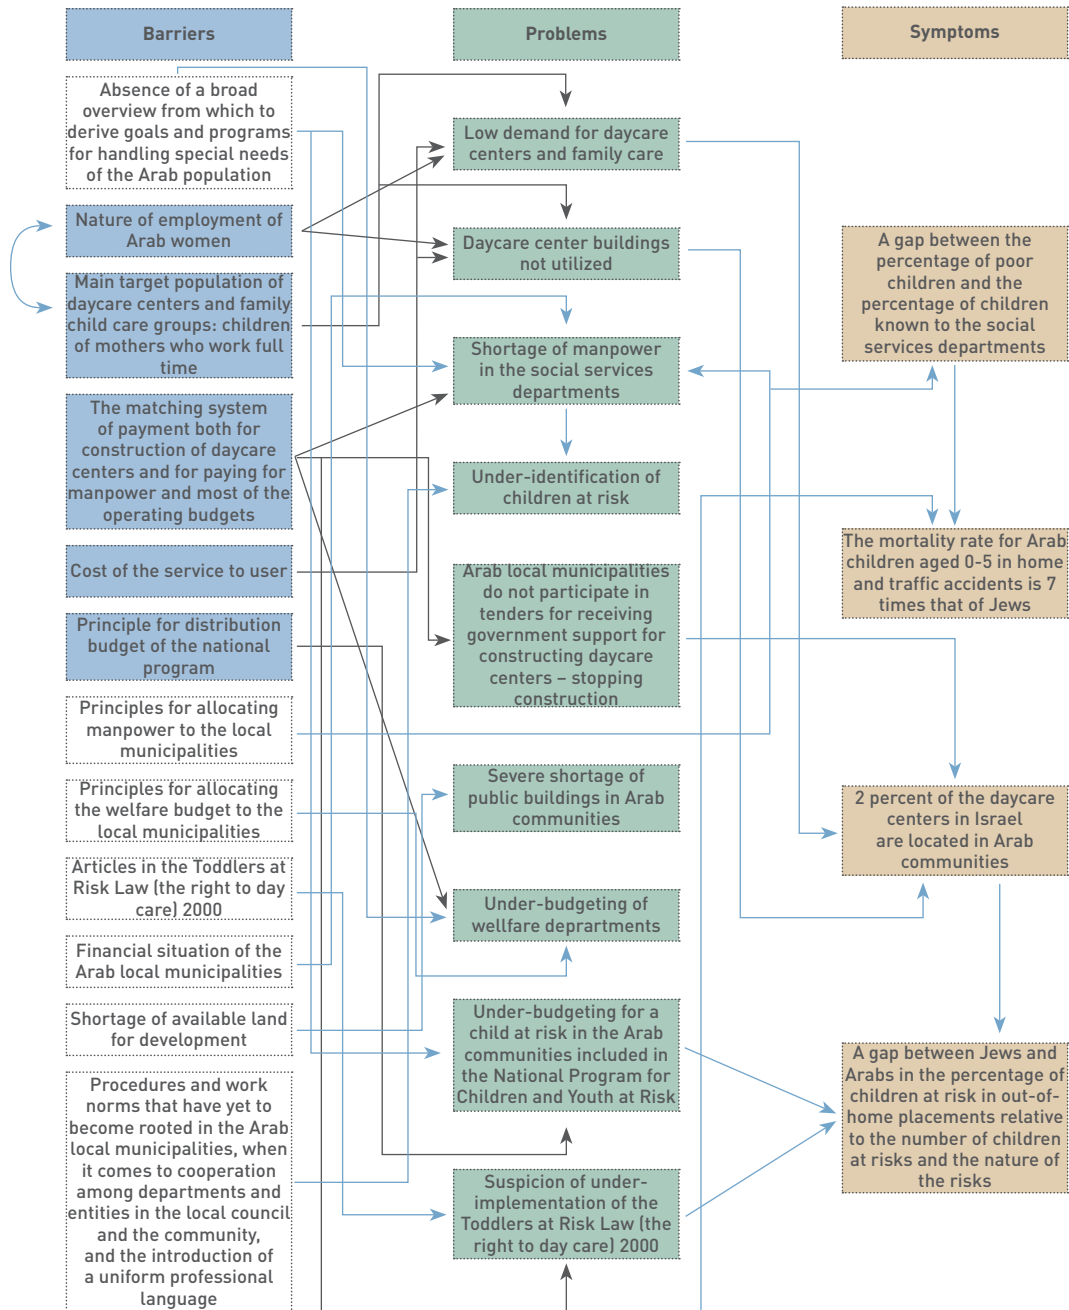 Barriers
Absence of a broad
overview from which to
derive goals and programs
for handling special needs
of the Arab population
Nature of employment of
Arab women
Main target population of
daycare centers and family
child care groups: children
of mothers who work full
time
The matching system
of payment both for
construction of daycare
centers and for paying for
manpower and most of the
operating budgets
Cost of the service to user
Principle for distribution
budget of the national
program
Principles for allocating
manpower to the local
municipalities
Principles for allocating
the welfare budget to the
local municipalities
Articles in the Toddlers at
Risk Law (the right to day
care) 2000
Financial situation of the
Arab local municipalities
Shortage of available land
for development
Procedures and work
norms that have yet to
become rooted in the Arab
local municipalities, when
it comes to cooperation
among departments and
entities in the local council
and the community,
and the introduction of
a uniform professional
language
Problems
Low demand for daycare
centers and family care
Daycare center buildings
not utilized
Shortage of manpower
in the social services
departments
Under-identification of
children at risk
Arab local municipalities
do not participate in
tenders for receiving
government support for
constructing daycare
centers – stopping
construction
Severe shortage of
public buildings in Arab
communities
Under-budgeting of
wellfare deprartments
Under-budgeting for a
child at risk in the Arab
communities included in
the National Program for
Children and Youth at Risk
Suspicion of under-
implementation of the
Toddlers at Risk Law (the
right to day care) 2000
Symptoms
A gap between the
percentage of poor
children and the
percentage of children
known to the social
services departments
The mortality rate for Arab
children aged 0-5 in home
and traffic accidents is 7
times that of Jews
2 percent of the daycare
centers in Israel
are located in Arab
communities
A gap between Jews and
Arabs in the percentage of
children at risk in out-of-
home placements relative
to the number of children
at risks and the nature of
the risks